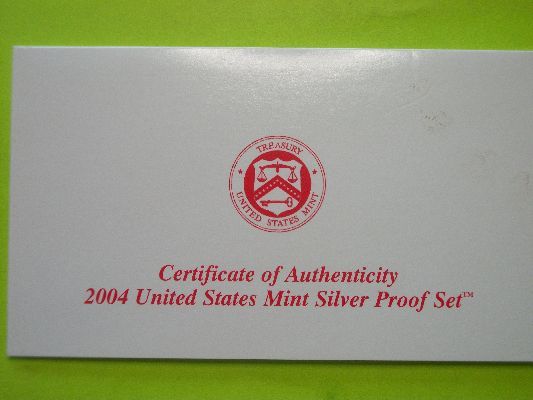 TREASURY
UNITED STATES MINT
Certificate of Authenticity
2004 United States Mint Silver Proof Set™